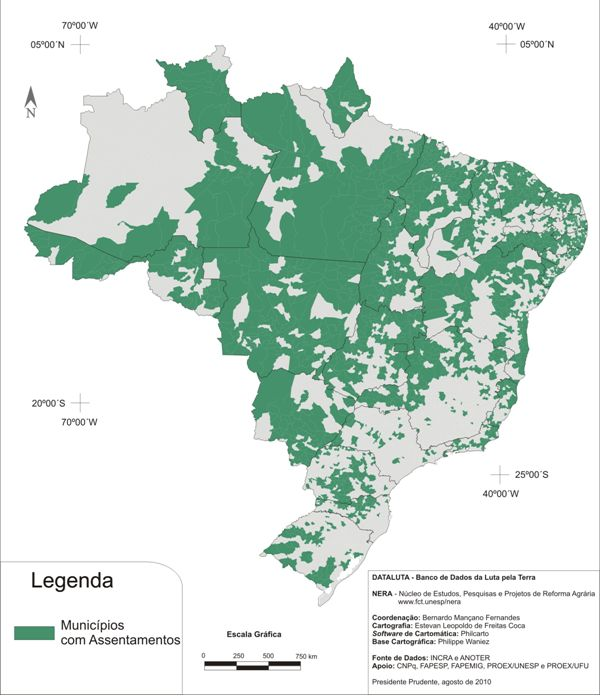 70º00´W
05º00´N
40º00´W
05º00´N
N
20º00´S
70º00´W
25º00´S
40º00´W
Legenda
Municípios
com Assentamentos
Escala Gráfica
0 250 500 750 km
DATALUTA - Banco de Dados da Luta pela Terra
NERA - Núcleo de Estudos, Pesquisas e Projetos de Reforma Agrária
www.fct.unesp/nera
Coordenação: Bernardo Mançano Fernandes
Cartografia: Estevan Leopoldo de Freitas Coca
Software de Cartomática: Philcarto
Base Cartográfica: Philippe Waniez
Fonte de Dados: INCRA e ANOTER
Apoio: CNPq, FAPESP, FAPEMIG, PROEX/UNESP e PROEX/UFU
Presidente Prudente, agosto de 2010